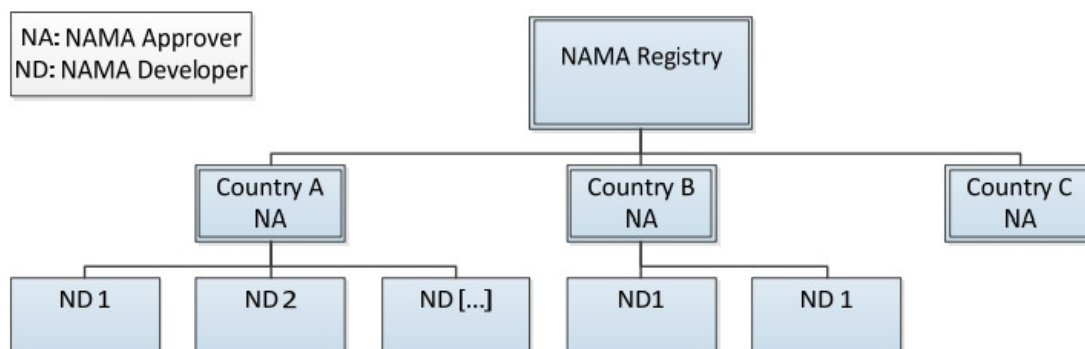 NA: NAMA Approver
ND: NAMA Developer
NAMA Registry
Country A
NA
Country B
NA
Country C
NA
ND 1
ND 2
ND [...]
ND1
ND 1